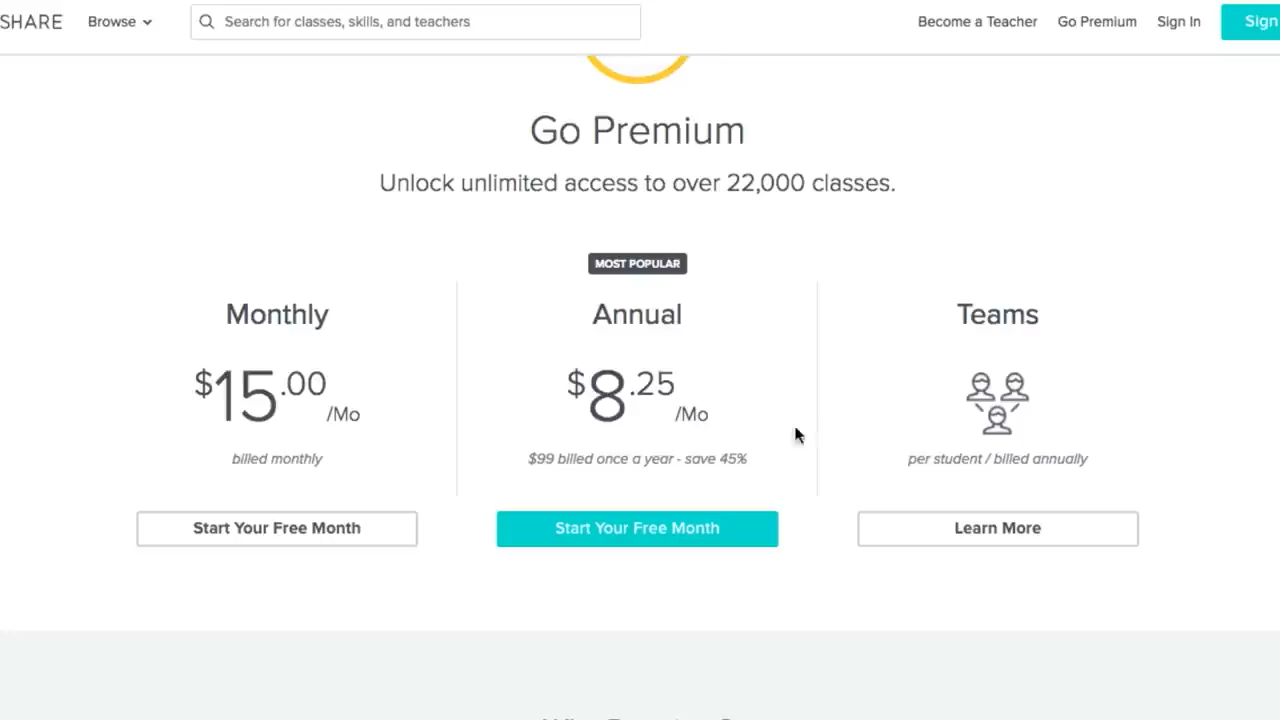 SHARE Browse Search for classes, skills, and teachers Become a Teacher Go Premium Sign In Sign
Go Premium
Unlock unlimited access to over 22,000 classes.
MOST POPULAR
Monthly
$15.00/Mo
billed monthly
Start Your Free Month
Annual
$8.25/Mo
$99 billed once a year - save 45%
Start Your Free Month
Teams
per student / billed annually
Learn More